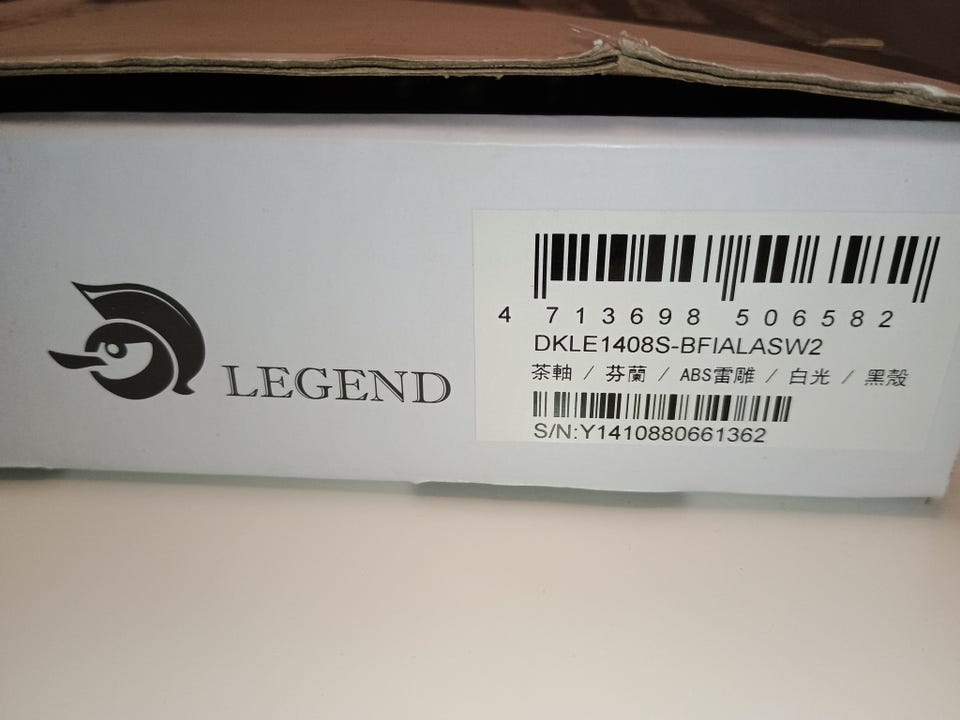 LEGEND
4 713698 506582
DKLE1408S-BFIALASW2
茶軸 / 芬蘭 / ABS雷雕 / 白光 / 黑殼
S/N:Y1410880661362